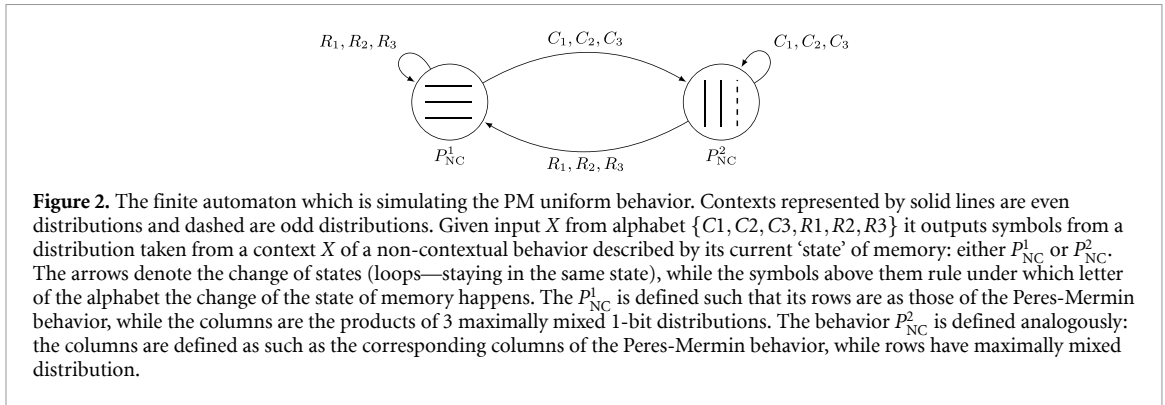 R₁, R₂, R₃
C₁, C₂, C₃
C₁, C₂, C₃
P¹_NC
R₁, R₂, R₃
P²_NC
Figure 2. The finite automaton which is simulating the PM uniform behavior. Contexts represented by solid lines are even
distributions and dashed are odd distributions. Given input X from alphabet {C1, C2, C3, R1, R2, R3} it outputs symbols from a
distribution taken from a context X of a non-contextual behavior described by its current ‘state’ of memory: either P¹_NC or P²_NC.
The arrows denote the change of states (loops—staying in the same state), while the symbols above them rule under which letter
of the alphabet the change of the state of memory happens. The P¹_NC is defined such that its rows are as those of the Peres-Mermin
behavior, while the columns are the products of 3 maximally mixed 1-bit distributions. The behavior P²_NC is defined analogously:
the columns are defined as such as the corresponding columns of the Peres-Mermin behavior, while rows have maximally mixed
distribution.